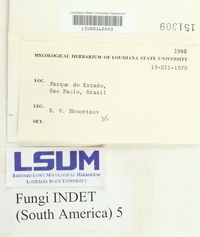 Louisiana State University Herbarium
LSU00140543
151309
3998
MYCOLOGICAL HERBARIUM OF LOUISIANA STATE UNIVERSITY
19-XII-1970
LOC. Parque do Estado,
Sao Paulo, Brasil
LEG. B. V. Skvortzov
DET. 36
LSUM
BERNARD LOWY MYCOLOGICAL HERBARIUM
LOUISIANA STATE UNIVERSITY
Fungi INDET
(South America) 5